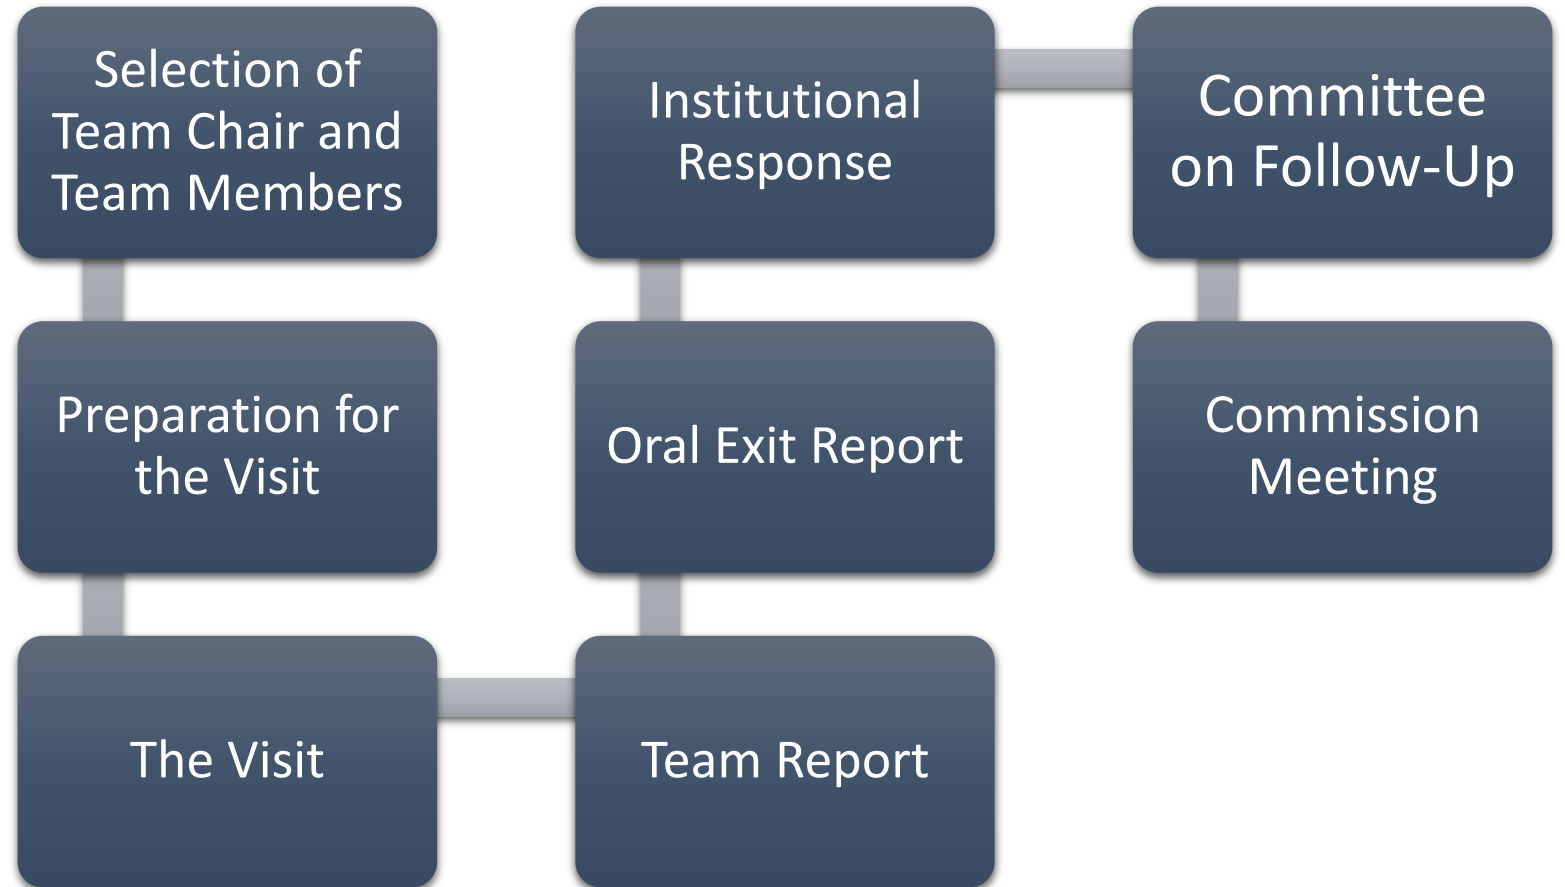 Selection of
Team Chair and
Team Members
Preparation for
the Visit
The Visit
Team Report
Oral Exit Report
Institutional
Response
Committee
on Follow-Up
Commission
Meeting